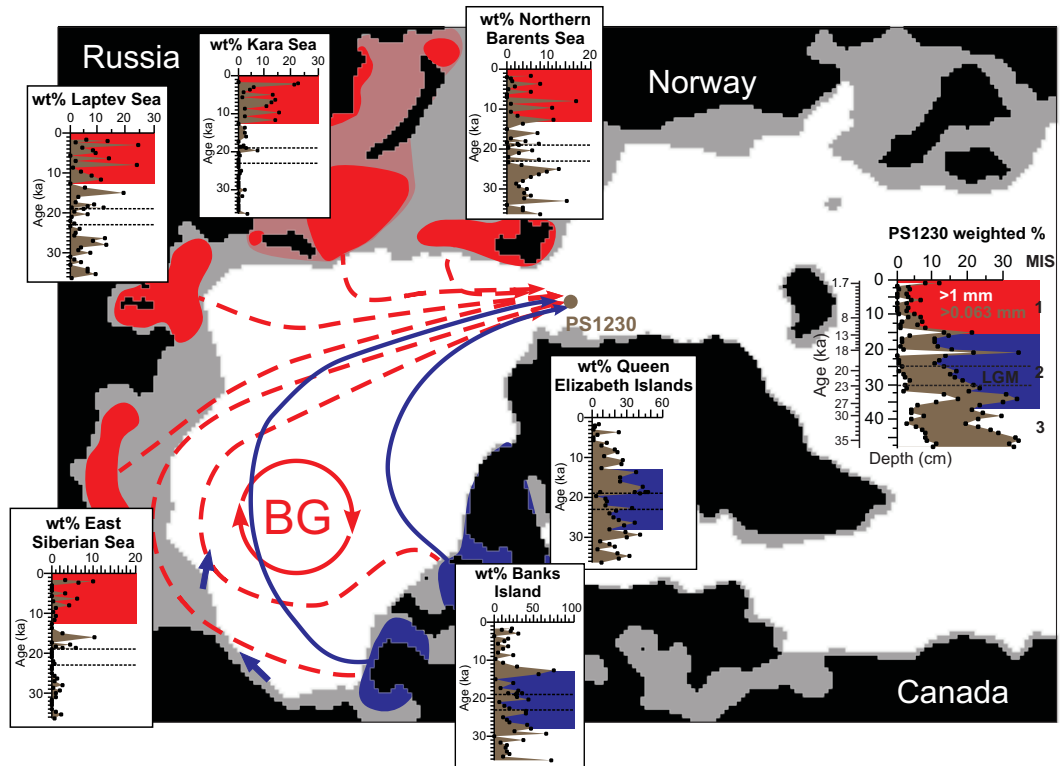 Russia
Norway
Canada
wt% Kara Sea
0 10 20 30
0
10
20
30
Age (ka)
wt% Northern
Barents Sea
0 10 20
0
10
20
30
Age (ka)
wt% Laptev Sea
0 10 20 30
0
10
20
30
Age (ka)
PS1230 weighted %
0 10 20 30 MIS
1.7
8
13
18
20
23
27
30
35
Age (ka)
0
10
20
30
40
>1 mm
>0.063 mm
1
2
LGM
3
Depth (cm)
PS1230
wt% Queen
Elizabeth Islands
0 30 60
0
10
20
30
Age (ka)
BG
wt% East
Siberian Sea
0 10 20
0
10
20
30
Age (ka)
wt% Banks
Island
0 50 100
0
10
20
30
Age (ka)